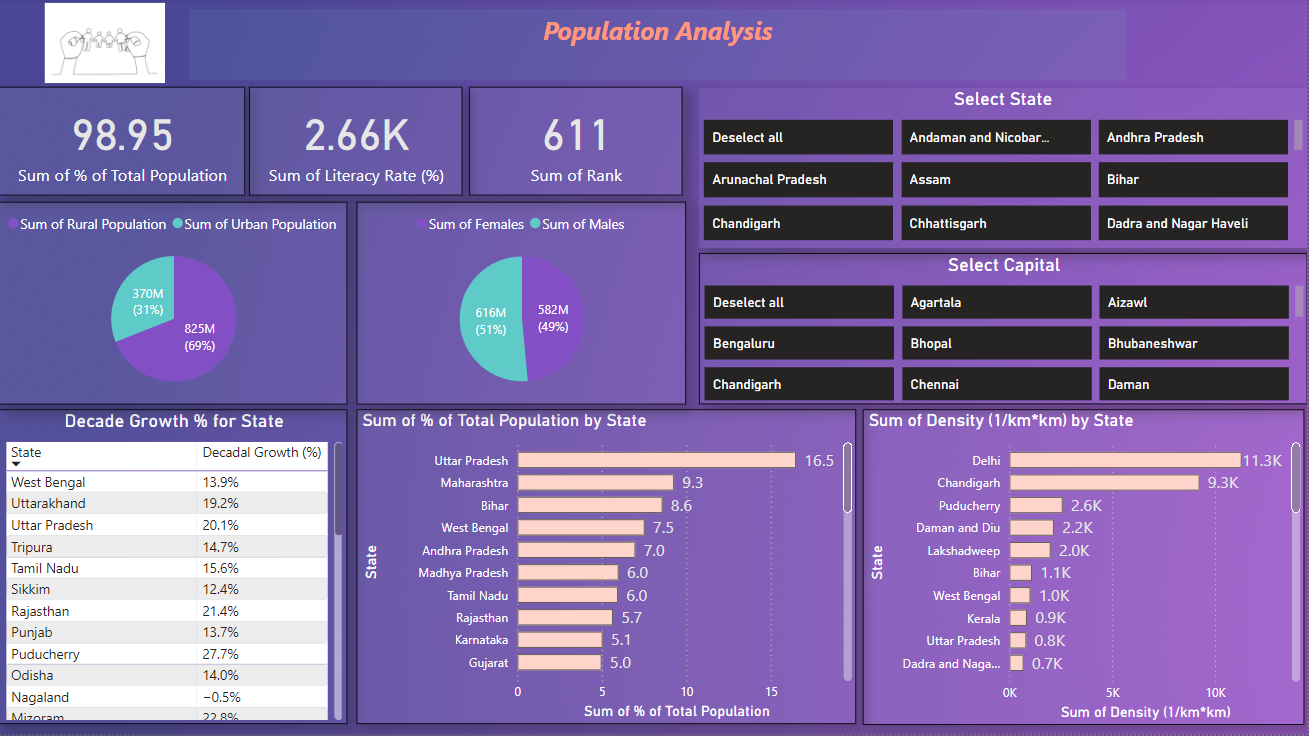 Population Analysis
98.95
Sum of % of Total Population
2.66K
Sum of Literacy Rate (%)
611
Sum of Rank
Select State
Deselect all
Andaman and Nicobar...
Andhra Pradesh
Arunachal Pradesh
Assam
Bihar
Chandigarh
Chhattisgarh
Dadra and Nagar Haveli
Sum of Rural Population Sum of Urban Population
370M
(31%)
825M
(69%)
Sum of Females Sum of Males
616M
(51%)
582M
(49%)
Select Capital
Deselect all
Agartala
Aizawl
Bengaluru
Bhopal
Bhubaneshwar
Chandigarh
Chennai
Daman
Decade Growth % for State
State Decadal Growth (%)
West Bengal 13.9%
Uttarakhand 19.2%
Uttar Pradesh 20.1%
Tripura 14.7%
Tamil Nadu 15.6%
Sikkim 12.4%
Rajasthan 21.4%
Punjab 13.7%
Puducherry 27.7%
Odisha 14.0%
Nagaland −0.5%
Mizoram 22.8%
Sum of % of Total Population by State
State
Uttar Pradesh 16.5
Maharashtra 9.3
Bihar 8.6
West Bengal 7.5
Andhra Pradesh 7.0
Madhya Pradesh 6.0
Tamil Nadu 6.0
Rajasthan 5.7
Karnataka 5.1
Gujarat 5.0
0 5 10 15
Sum of % of Total Population
Sum of Density (1/km*km) by State
State
Delhi 11.3K
Chandigarh 9.3K
Puducherry 2.6K
Daman and Diu 2.2K
Lakshadweep 2.0K
Bihar 1.1K
West Bengal 1.0K
Kerala 0.9K
Uttar Pradesh 0.8K
Dadra and Naga... 0.7K
0K 5K 10K
Sum of Density (1/km*km)